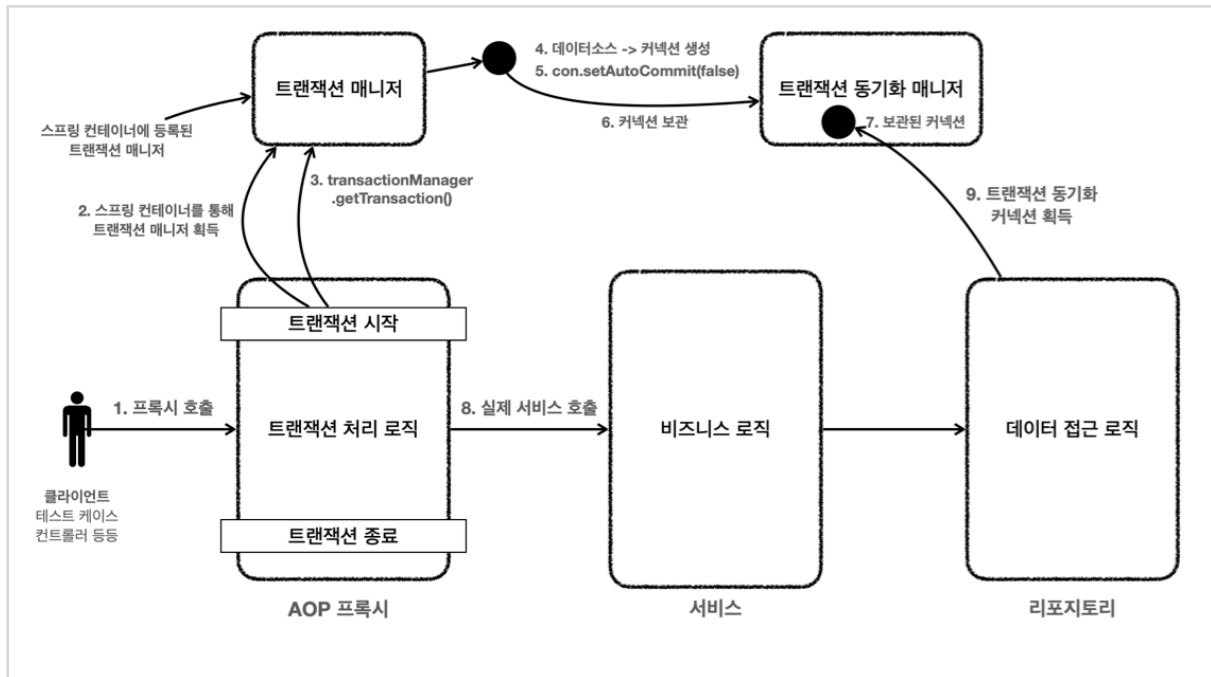 트랜잭션 매니저
4. 데이터소스 -> 커넥션 생성
5. con.setAutoCommit(false)
6. 커넥션 보관
트랜잭션 동기화 매니저
7. 보관된 커넥션
스프링 컨테이너에 등록된
트랜잭션 매니저
2. 스프링 컨테이너를 통해
트랜잭션 매니저 획득
3. transactionManager
.getTransaction()
9. 트랜잭션 동기화
커넥션 획득
트랜잭션 시작
1. 프록시 호출
트랜잭션 처리 로직
8. 실제 서비스 호출
비즈니스 로직
데이터 접근 로직
클라이언트
테스트 케이스
컨트롤러 등등
트랜잭션 종료
AOP 프록시
서비스
리포지토리